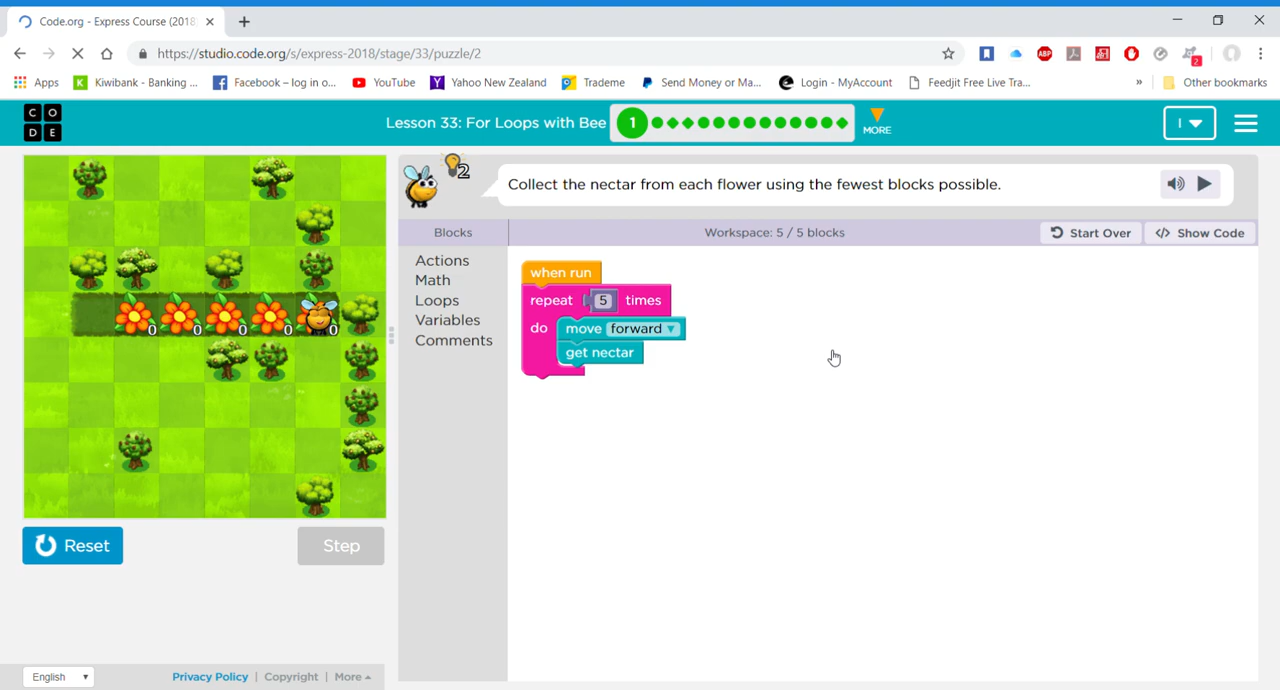 Code.org - Express Course (2018
https://studio.code.org/s/express-2018/stage/33/puzzle/2
ABP
2
Apps
K Kiwibank - Banking ...
Facebook – log in o...
YouTube
Yahoo New Zealand
Trademe
Send Money or Ma...
Login - MyAccount
Feedjit Free Live Tra...
»
Other bookmarks
C O
D E
Lesson 33: For Loops with Bee
1
MORE
I
2
Collect the nectar from each flower using the fewest blocks possible.
Blocks
Workspace: 5 / 5 blocks
Start Over
</> Show Code
Actions
Math
Loops
Variables
Comments
when run
repeat 5 times
do move forward
get nectar
0 0 0 0 0
Reset
Step
English
Privacy Policy | Copyright | More